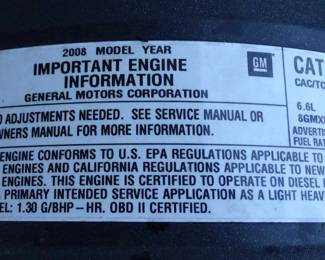 2008 MODEL YEAR
IMPORTANT ENGINE
INFORMATION
GENERAL MOTORS CORPORATION
GM
CAT
CAC/TC
O ADJUSTMENTS NEEDED. SEE SERVICE MANUAL OR
WNERS MANUAL FOR MORE INFORMATION.
6.6L
8GMX
ADVERT
FUEL RAT
ENGINE CONFORMS TO U.S. EPA REGULATIONS APPLICABLE TO
ENGINES AND CALIFORNIA REGULATIONS APPLICABLE TO NEW
ENGINES. THIS ENGINE IS CERTIFIED TO OPERATE ON DIESEL
PRIMARY INTENDED SERVICE APPLICATION AS A LIGHT HEAV
EL: 1.30 G/BHP - HR. OBD II CERTIFIED.